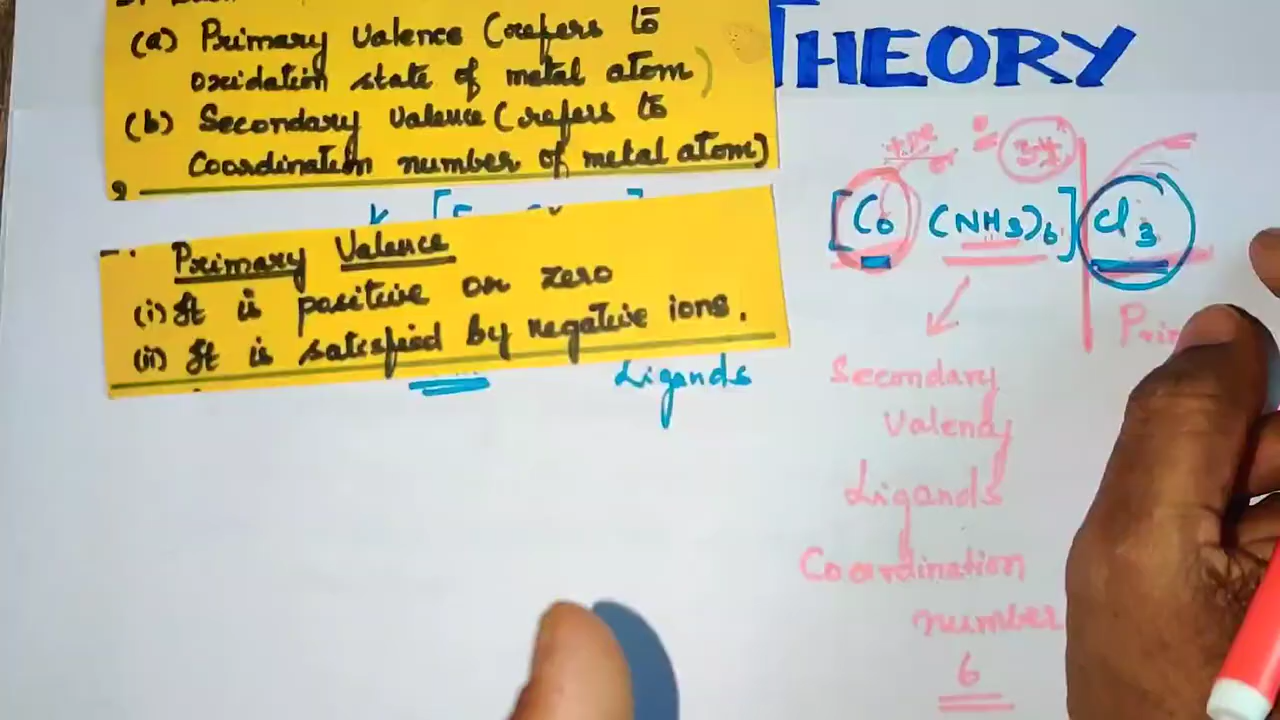 THEORY
(a) Primary Valence (refers to
oxidation state of metal atom)
(b) Secondary Valence (refers to
Coordination number of metal atom)
Primary Valence
(i) It is positive or zero
(ii) It is satisfied by negative ions.
Ligands
+ve
3+
[Co (NH3)6] Cl3
Secondary
Valency
Ligands
Coordination
number
6